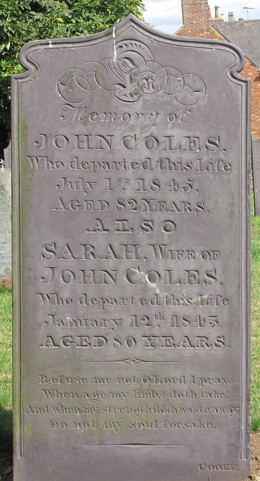 In
Memory of
JOHN COLES.
Who departed this life
July 1st. 1845.
AGED 82 YEARS.
ALSO
SARAH, WIFE OF
JOHN COLES.
Who departed this life
January 12th. 1843.
AGED 80 YEARS.
Refuse me not O Lord I pray.
When age my limbs doth take:
And when my strength doth waste away,
Do not my soul forsake.
COOKE